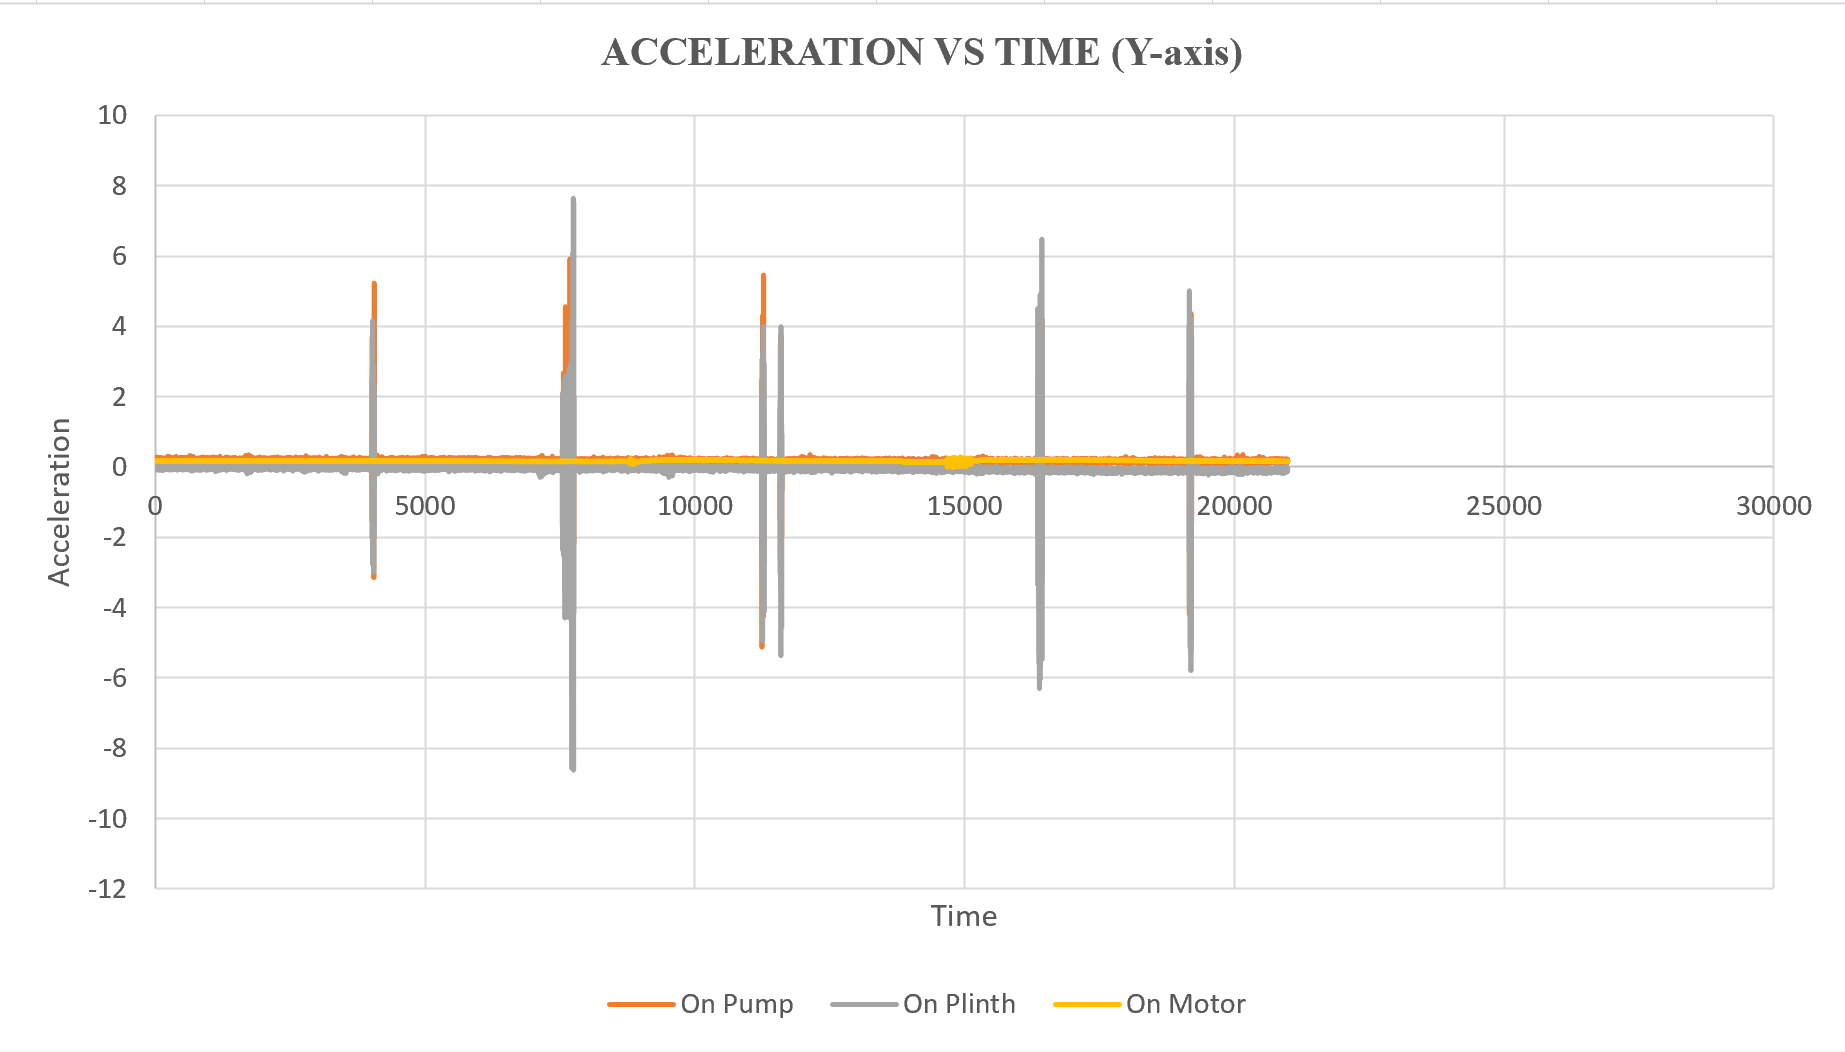 ACCELERATION VS TIME (Y-axis)
10
8
6
4
2
0
-2
-4
-6
-8
-10
-12
Acceleration
0 5000 10000 15000 20000 25000 30000
Time
On Pump On Plinth On Motor